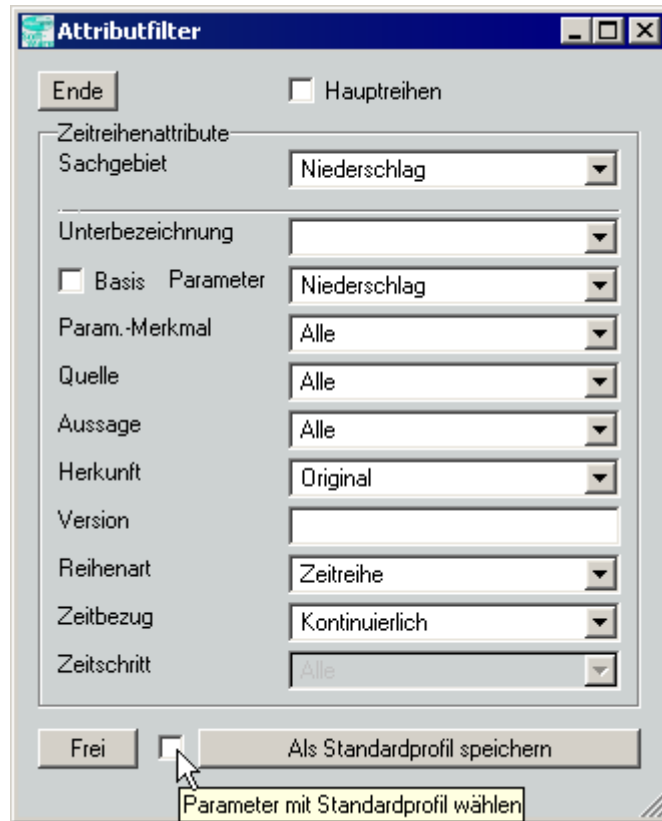 Attributfilter
Ende
Hauptreihen
Zeitreihenattribute
Sachgebiet Niederschlag
Unterbezeichnung
Basis Parameter Niederschlag
Param.-Merkmal Alle
Quelle Alle
Aussage Alle
Herkunft Original
Version
Reihenart Zeitreihe
Zeitbezug Kontinuierlich
Zeitschritt Alle
Frei Als Standardprofil speichern
Parameter mit Standardprofil wählen